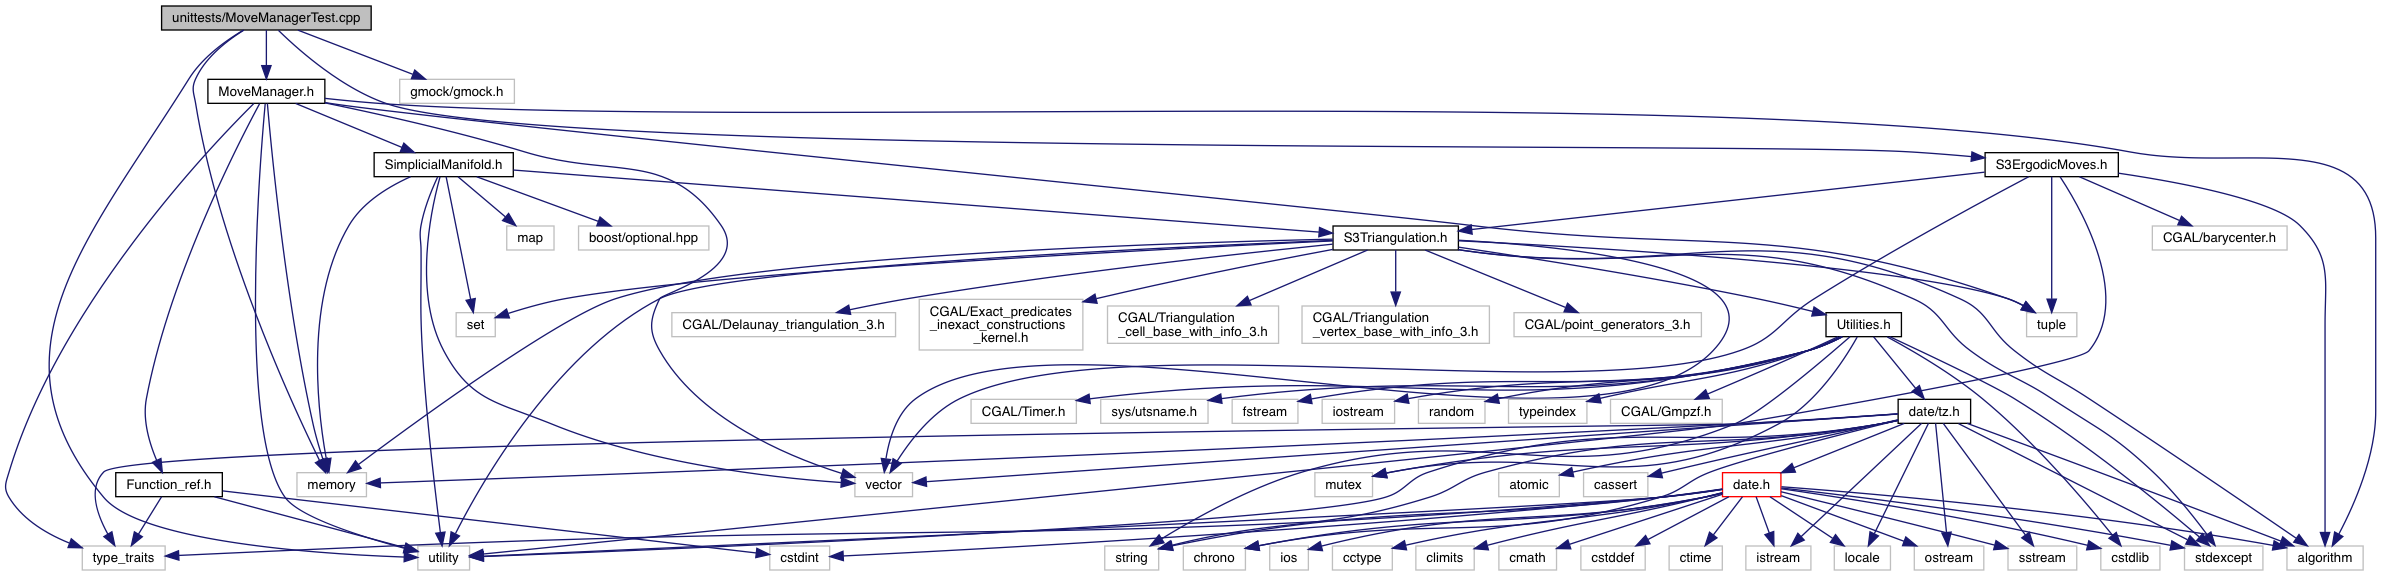 unittests/MoveManagerTest.cpp
MoveManager.h
gmock/gmock.h
SimplicialManifold.h
S3ErgodicMoves.h
map
boost/optional.hpp
S3Triangulation.h
CGAL/barycenter.h
set
CGAL/Delaunay_triangulation_3.h
CGAL/Exact_predicates
_inexact_constructions
_kernel.h
CGAL/Triangulation
_cell_base_with_info_3.h
CGAL/Triangulation
_vertex_base_with_info_3.h
CGAL/point_generators_3.h
Utilities.h
tuple
CGAL/Timer.h
sys/utsname.h
fstream
iostream
random
typeindex
CGAL/Gmpzf.h
date/tz.h
Function_ref.h
memory
vector
mutex
atomic
cassert
date.h
type_traits
utility
cstdint
string
chrono
ios
cctype
climits
cmath
cstddef
ctime
istream
locale
ostream
sstream
cstdlib
stdexcept
algorithm